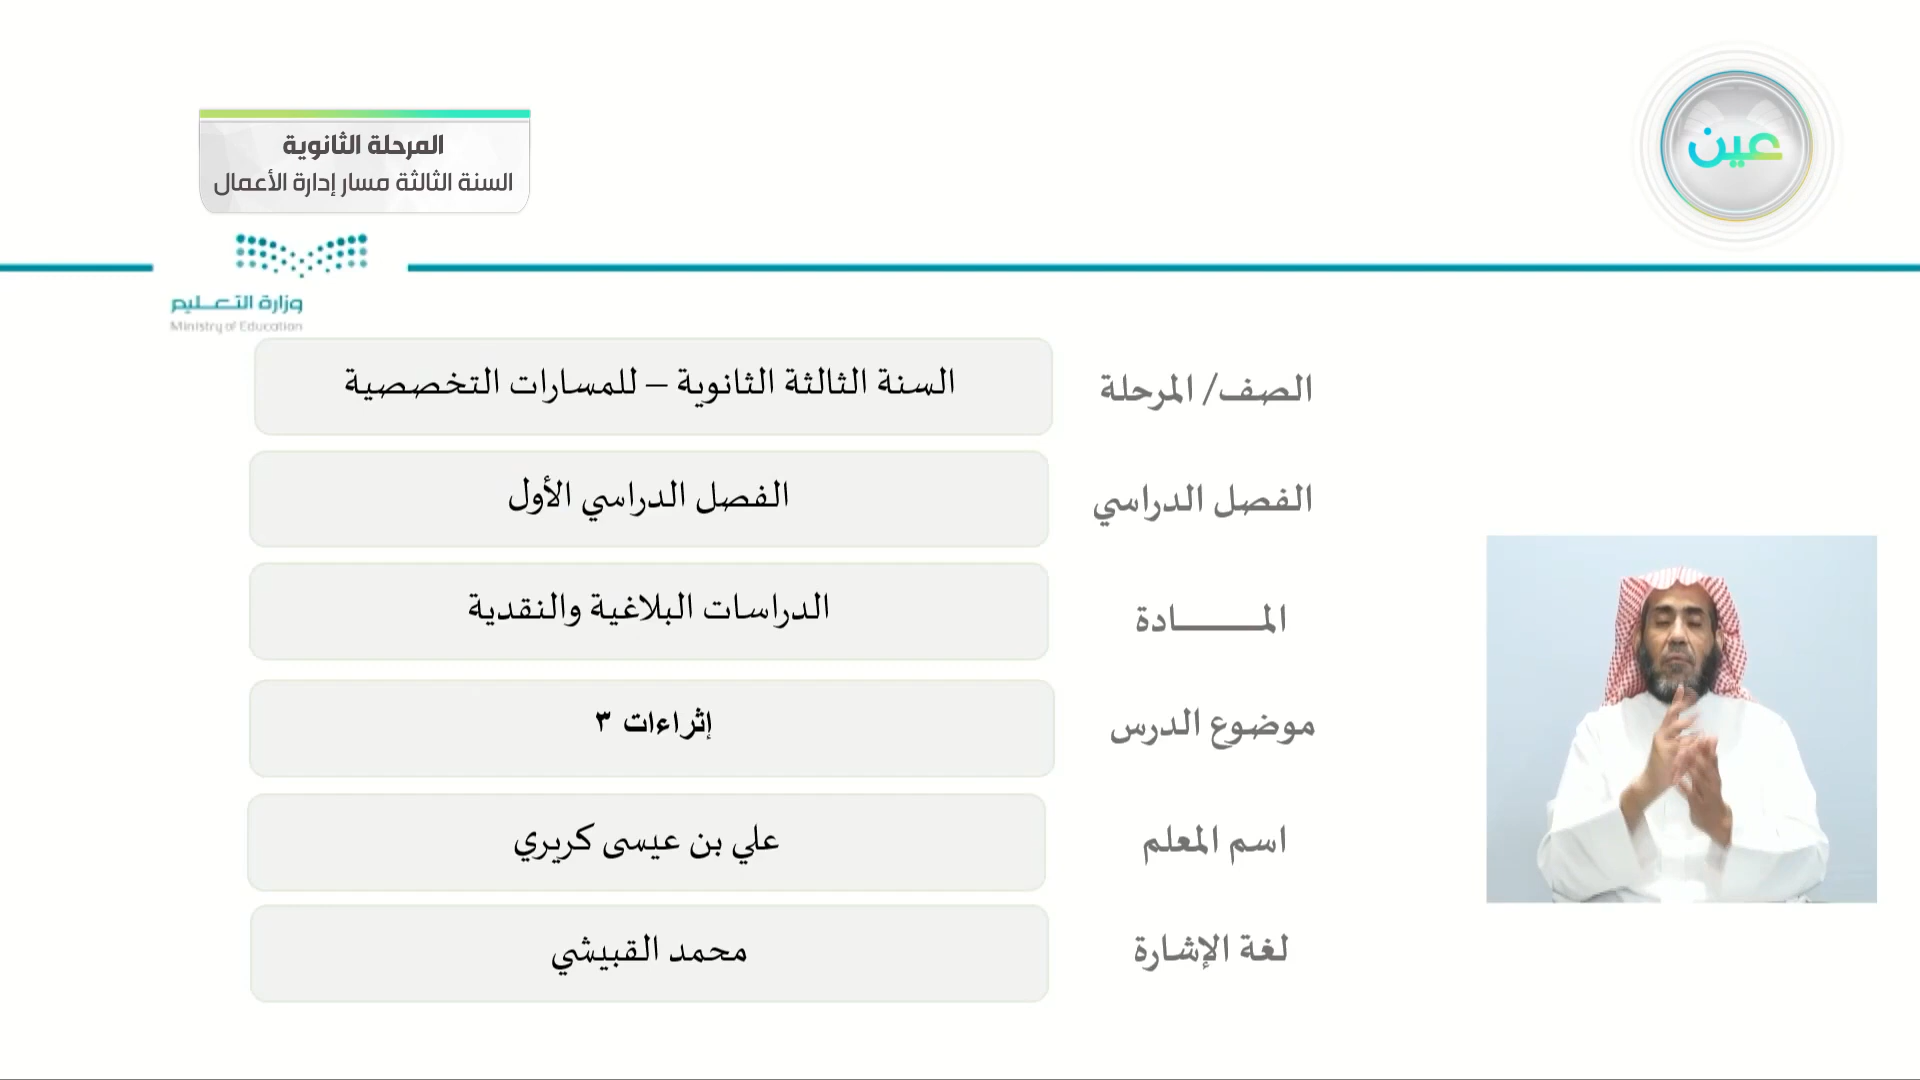 عين
المرحلة الثانوية
السنة الثالثة مسار إدارة الأعمال
وزارة التعـــليم
Ministry of Education
الصف/ المرحلة
السنة الثالثة الثانوية – للمسارات التخصصية
الفصل الدراسي
الفصل الدراسي الأول
المـــــــــادة
الدراسات البلاغية والنقدية
موضوع الدرس
إثراءات ٣
اسم المعلم
علي بن عيسى كريري
لغة الإشارة
محمد القبيشي